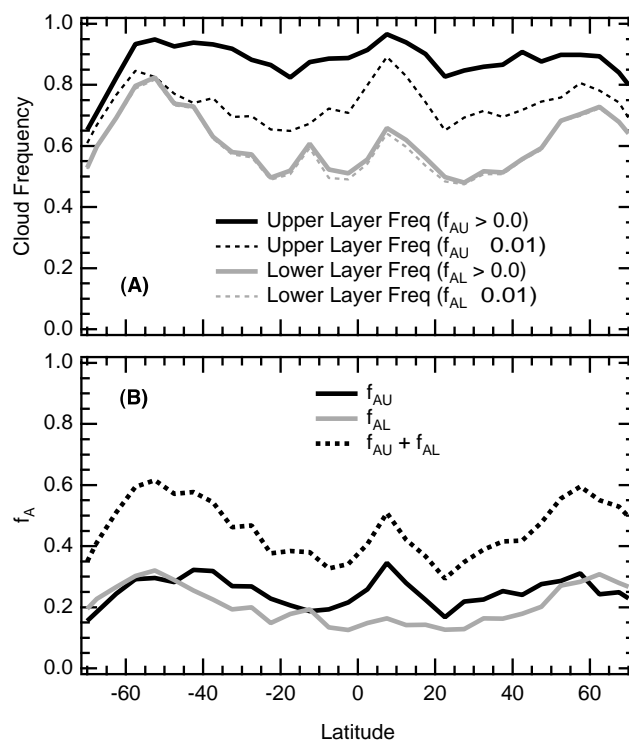 1.0
0.8
0.6
0.4
0.2
0.0
Cloud Frequency
Upper Layer Freq (fAU > 0.0)
Upper Layer Freq (fAU 0.01)
Lower Layer Freq (fAL > 0.0)
Lower Layer Freq (fAL 0.01)
(A)
1.0
0.8
0.6
0.4
0.2
0.0
fA
(B)
fAU
fAL
fAU + fAL
-60 -40 -20 0 20 40 60
Latitude